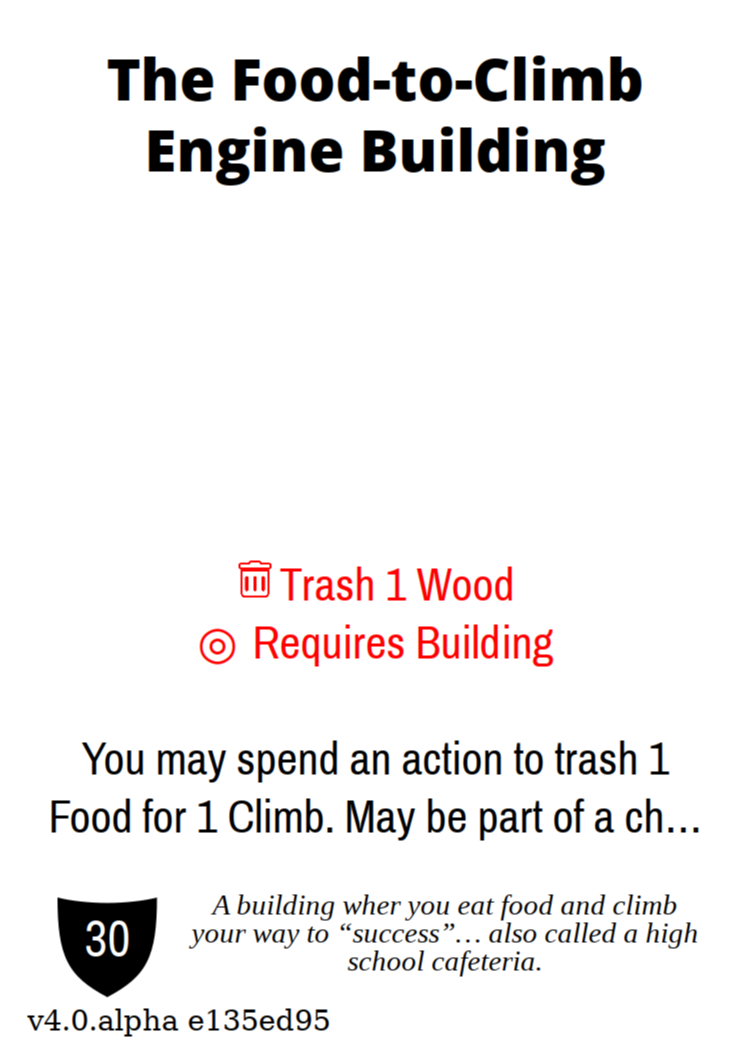 The Food-to-Climb
Engine Building
Trash 1 Wood
◎ Requires Building
You may spend an action to trash 1
Food for 1 Climb. May be part of a ch…
30
A building wher you eat food and climb
your way to “success”… also called a high
school cafeteria.
v4.0.alpha e135ed95